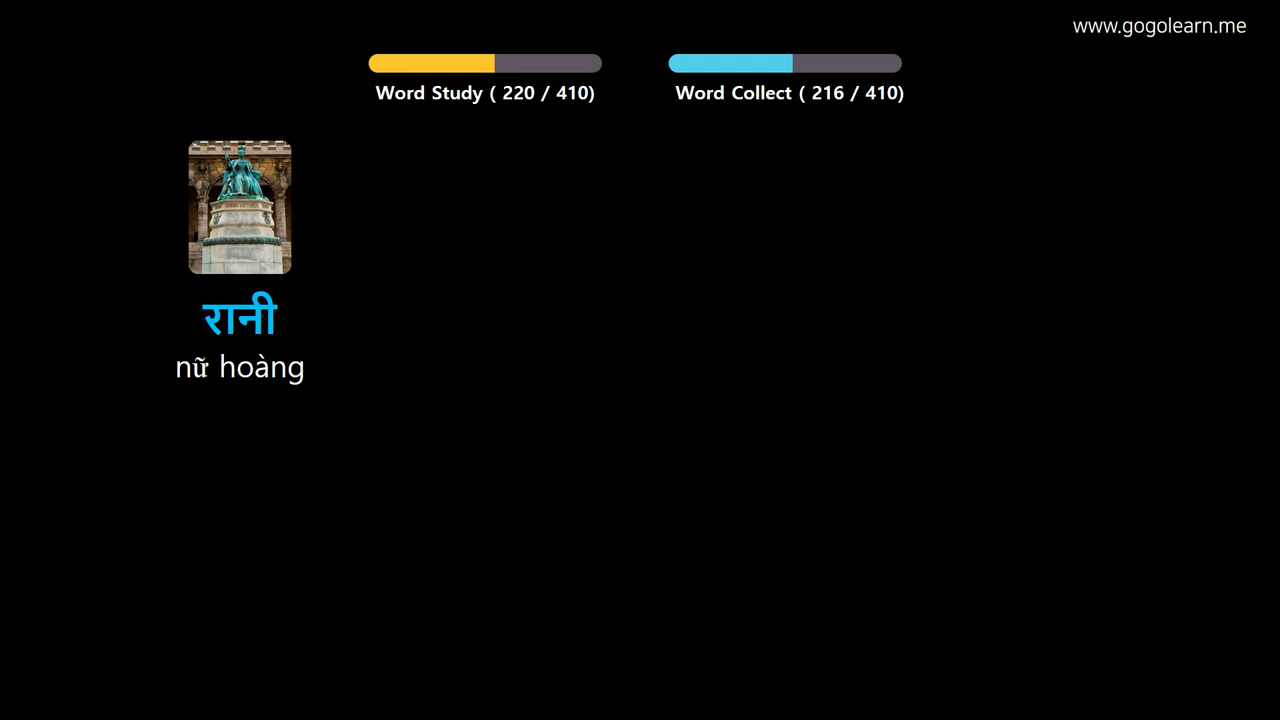 www.gogolearn.me
Word Study ( 220 / 410)
Word Collect ( 216 / 410)
रानी
nữ hoàng